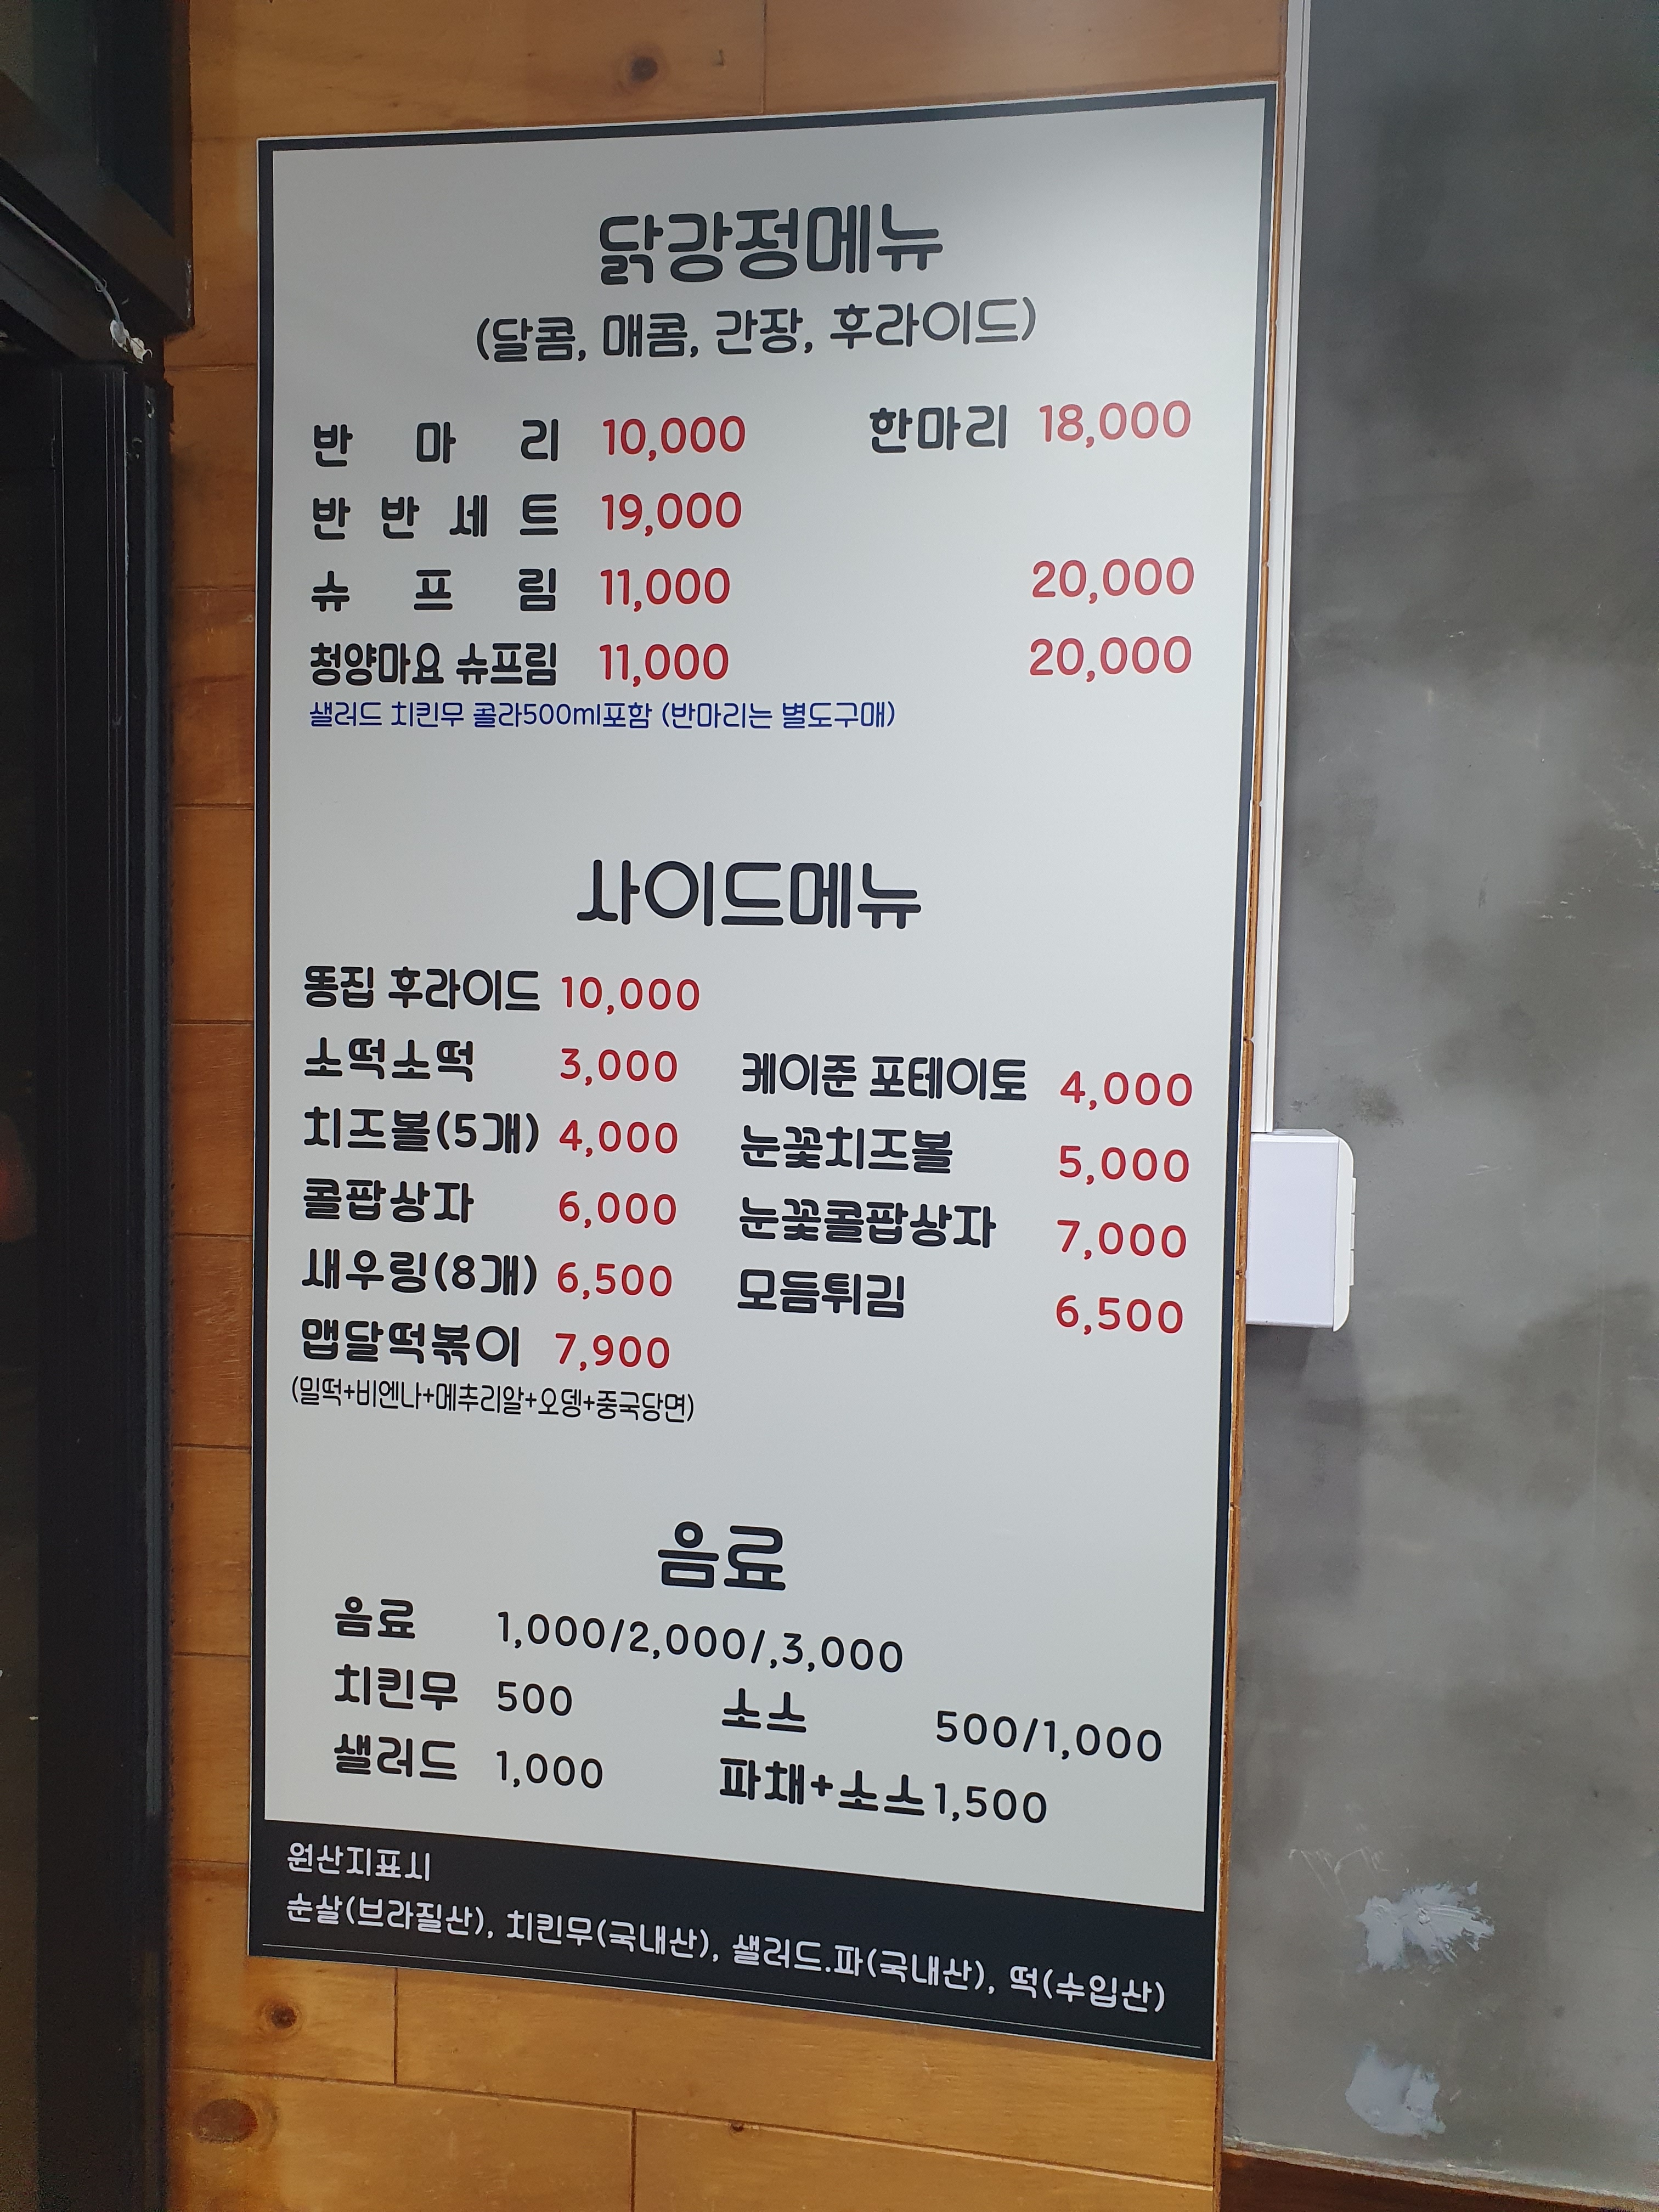 닭강정메뉴
(달콤, 매콤, 간장, 후라이드)
반 마 리 10,000 한마리 18,000
반 반 세 트 19,000
슈 프 림 11,000 20,000
청양마요 슈프림 11,000 20,000
샐러드 치킨무 콜라500ml포함 (반마리는 별도구매)
사이드메뉴
똥집 후라이드 10,000
소떡소떡 3,000 케이준 포테이토 4,000
치즈볼(5개) 4,000 눈꽃치즈볼 5,000
콜팝상자 6,000 눈꽃콜팝상자 7,000
새우링(8개) 6,500 모듬튀김 6,500
맵달떡볶이 7,900
(밀떡+비엔나+메추리알+오뎅+중국당면)
음료
음료 1,000/2,000/,3,000
치킨무 500 소스 500/1,000
샐러드 1,000 파채+소스1,500
원산지표시
순살(브라질산), 치킨무(국내산), 샐러드.파(국내산), 떡(수입산)